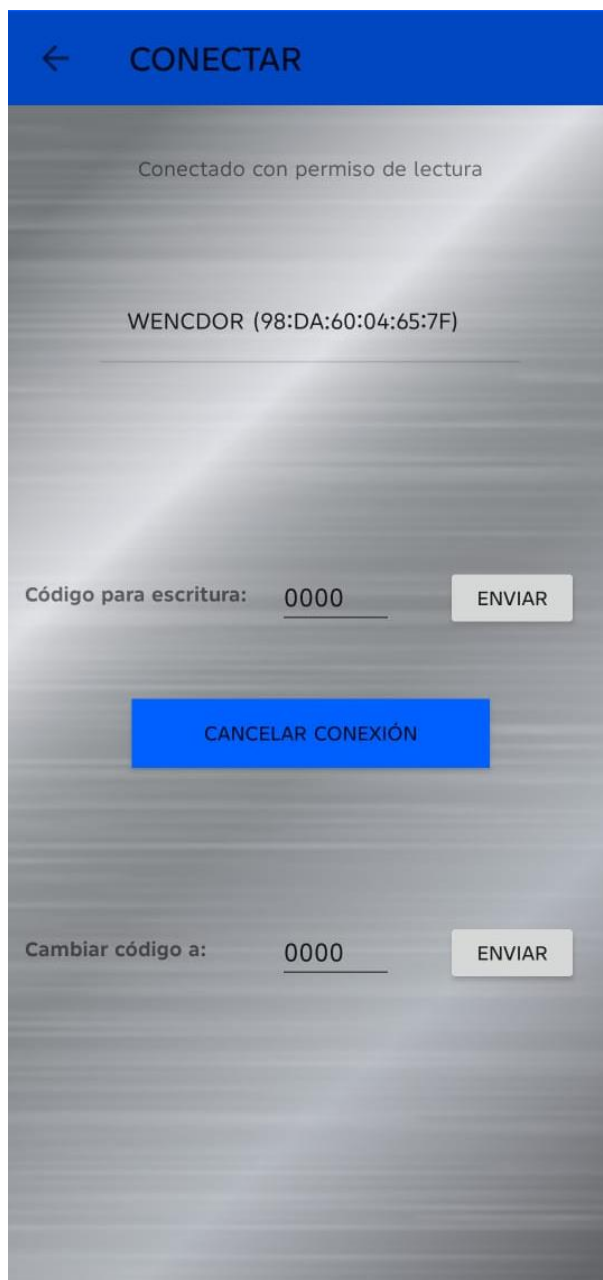 CONECTAR
Conectado con permiso de lectura
WENCDOR (98:DA:60:04:65:7F)
Código para escritura: 0000 ENVIAR
CANCELAR CONEXIÓN
Cambiar código a: 0000 ENVIAR